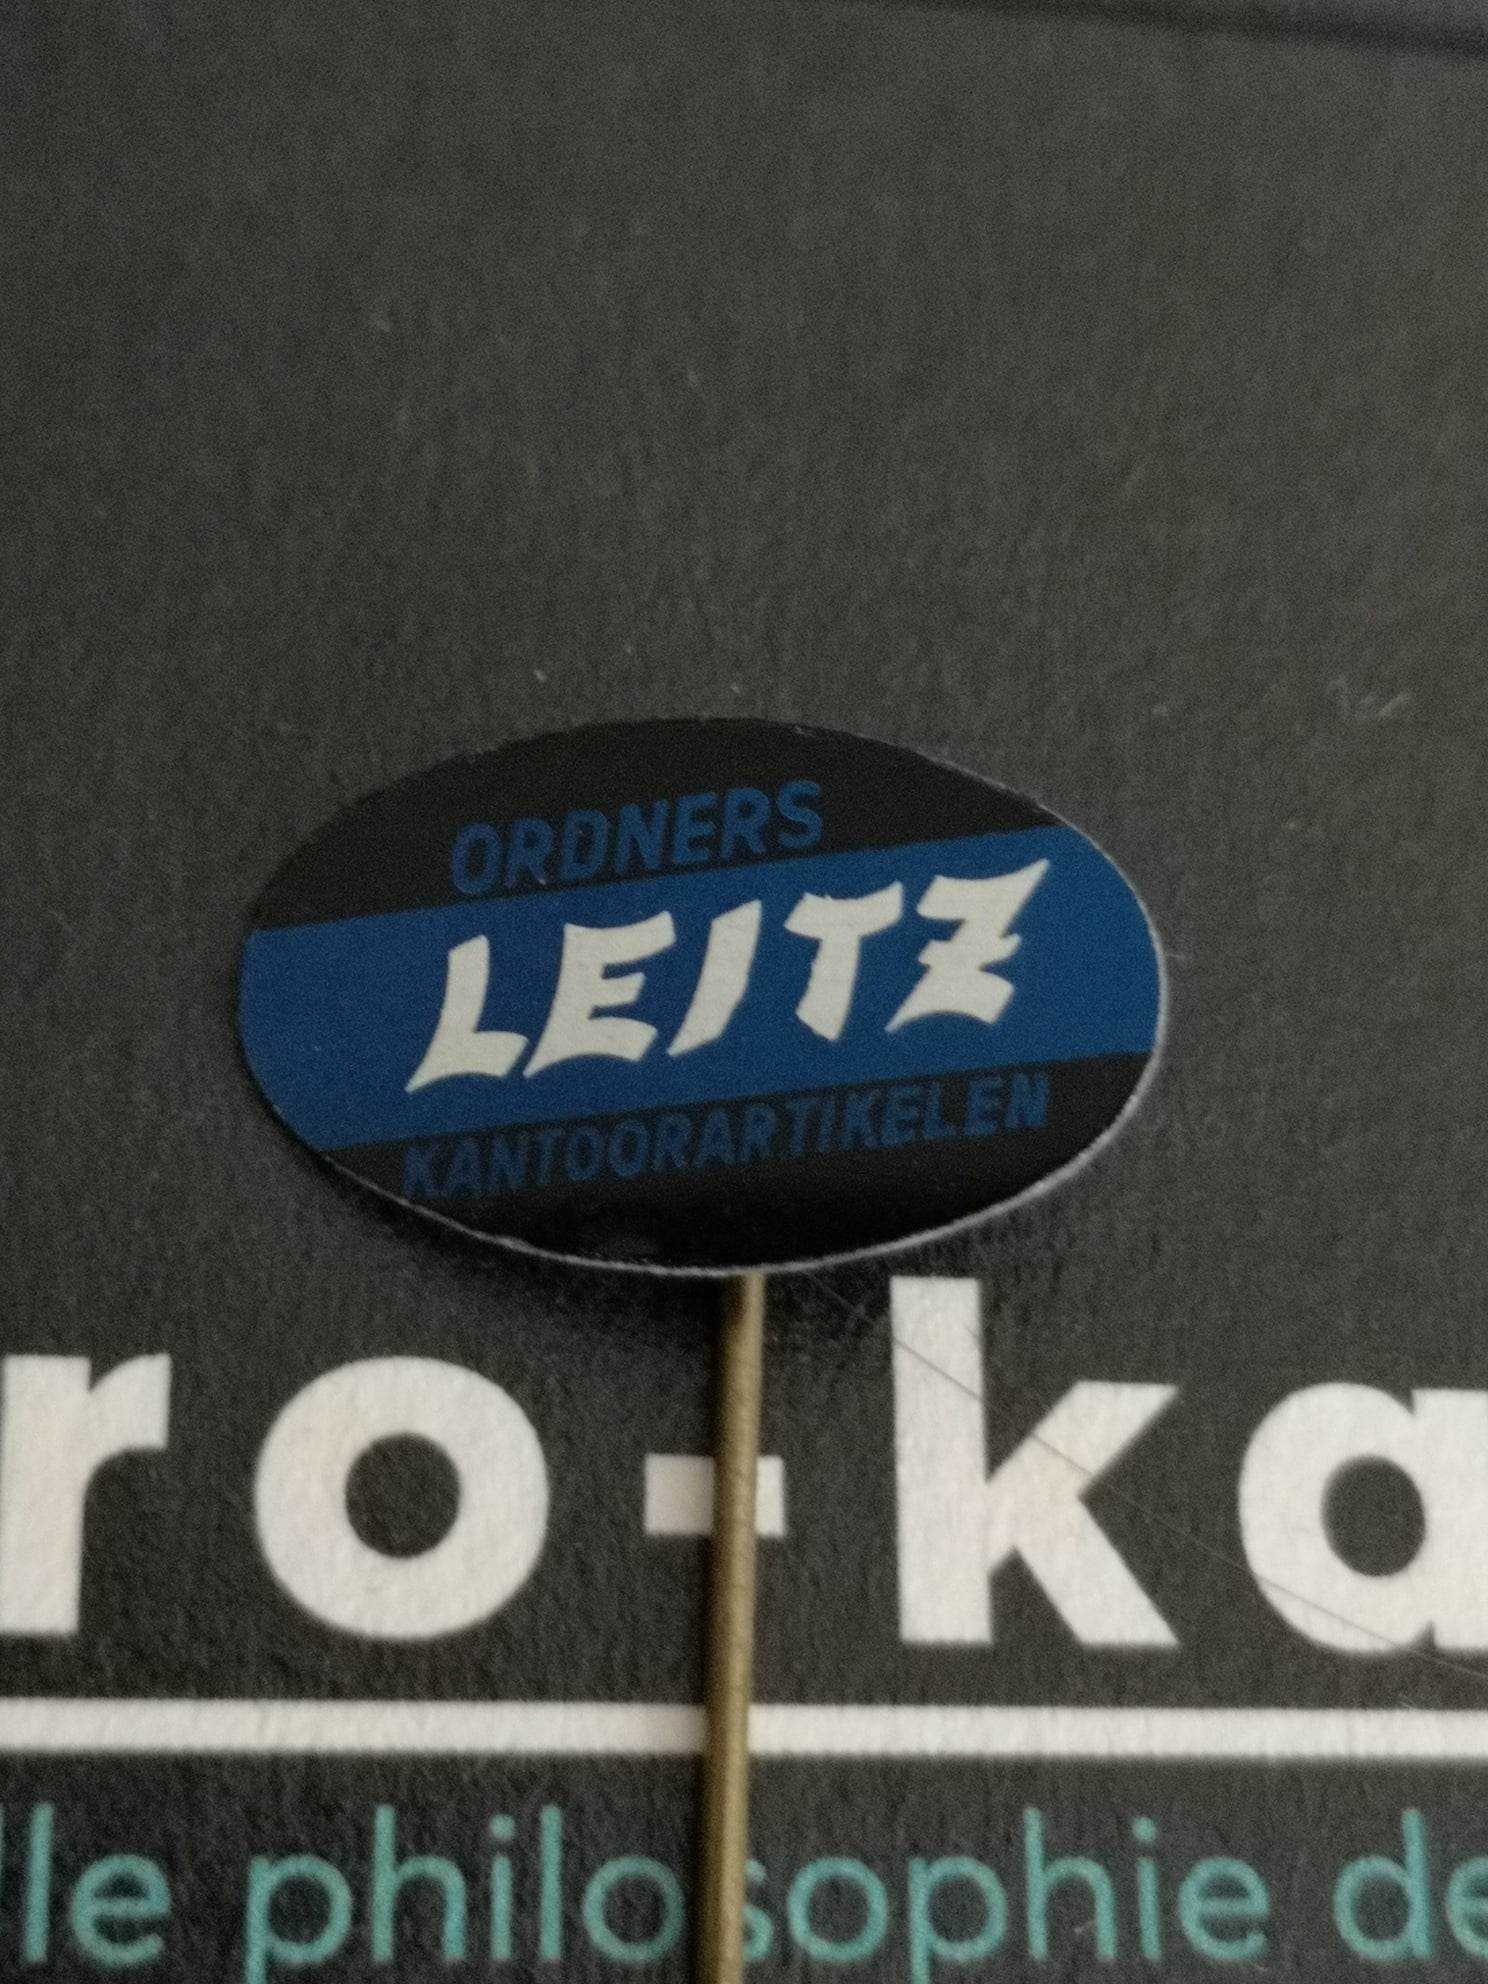 ORDNERS
LEITZ
KANTOORARTIKELEN
ro-ka
lle philosophie de